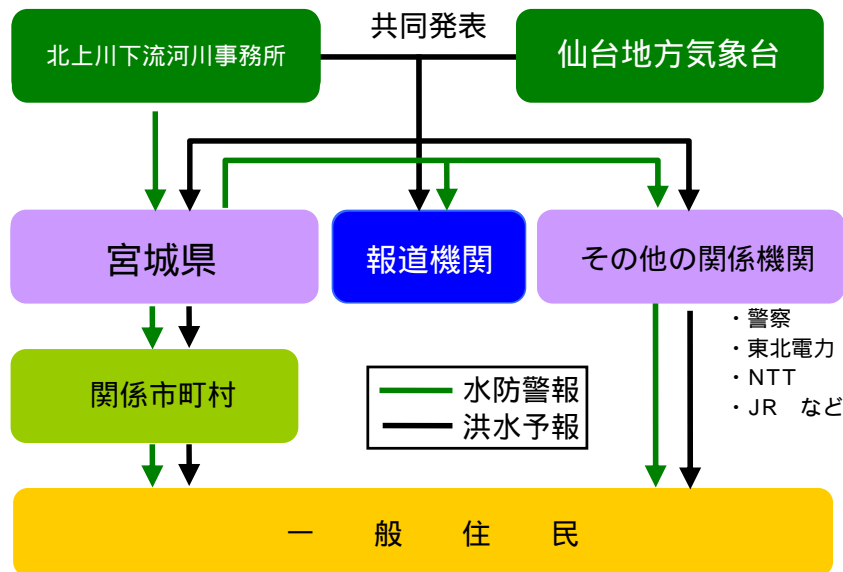 共同発表
北上川下流河川事務所
仙台地方気象台
宮城県
報道機関
その他の関係機関
・警察
・東北電力
・NTT
・JR　など
関係市町村
水防警報
洪水予報
一　般　住　民